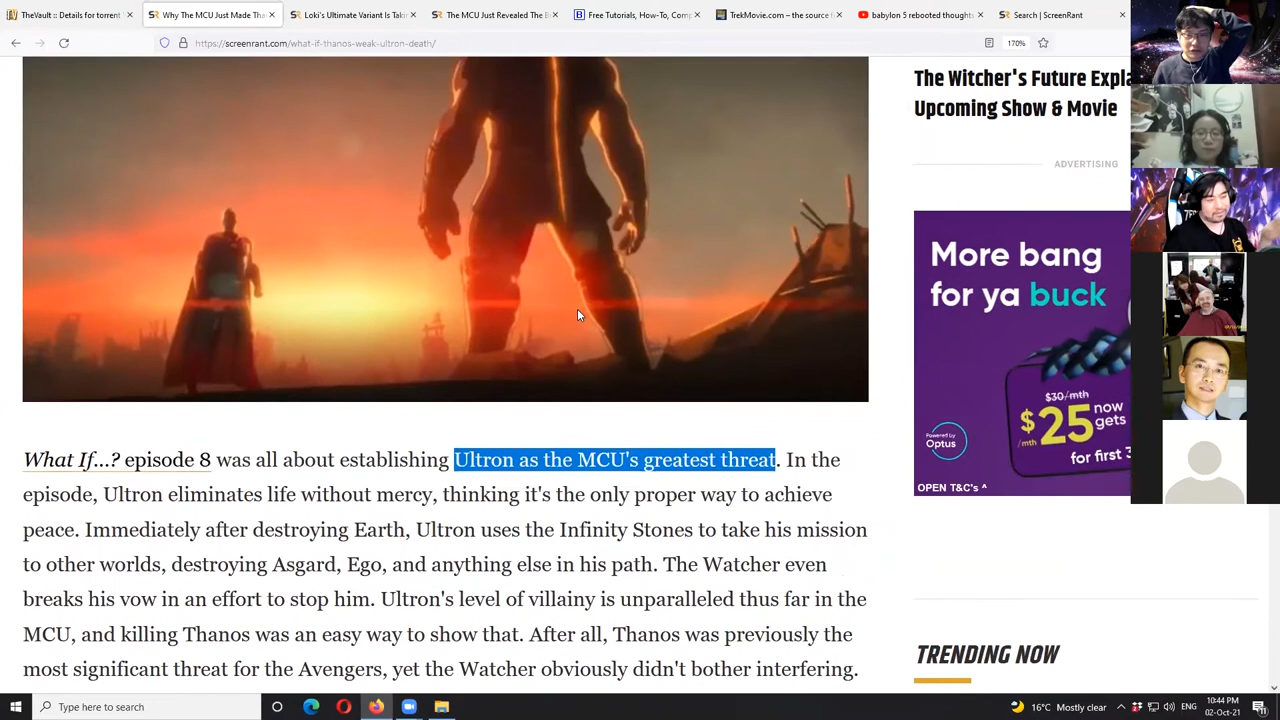 TheVault :: Details for torrent
Why The MCU Just Made Tha
Loki's Ultimate Variant Is Takin
The MCU Just Revealed The B
Free Tutorials, How-To, Comp
TrekMovie.com – the source
babylon 5 rebooted thoughts
Search | ScreenRant
https://screenrant.com/what-if-thanos-weak-ultron-death/
170%
The Witcher's Future Expla
Upcoming Show & Movie
ADVERTISING
More bang
for ya buck
$30/mth
$25 now
/mth gets
for first 3
Powered by
Optus
OPEN T&C's ^
What If...? episode 8 was all about establishing Ultron as the MCU's greatest threat. In the
episode, Ultron eliminates life without mercy, thinking it's the only proper way to achieve
peace. Immediately after destroying Earth, Ultron uses the Infinity Stones to take his mission
to other worlds, destroying Asgard, Ego, and anything else in his path. The Watcher even
breaks his vow in an effort to stop him. Ultron's level of villainy is unparalleled thus far in the
MCU, and killing Thanos was an easy way to show that. After all, Thanos was previously the
most significant threat for the Avengers, yet the Watcher obviously didn't bother interfering.
TRENDING NOW
Type here to search
16°C Mostly clear
10:44 PM
02-Oct-21